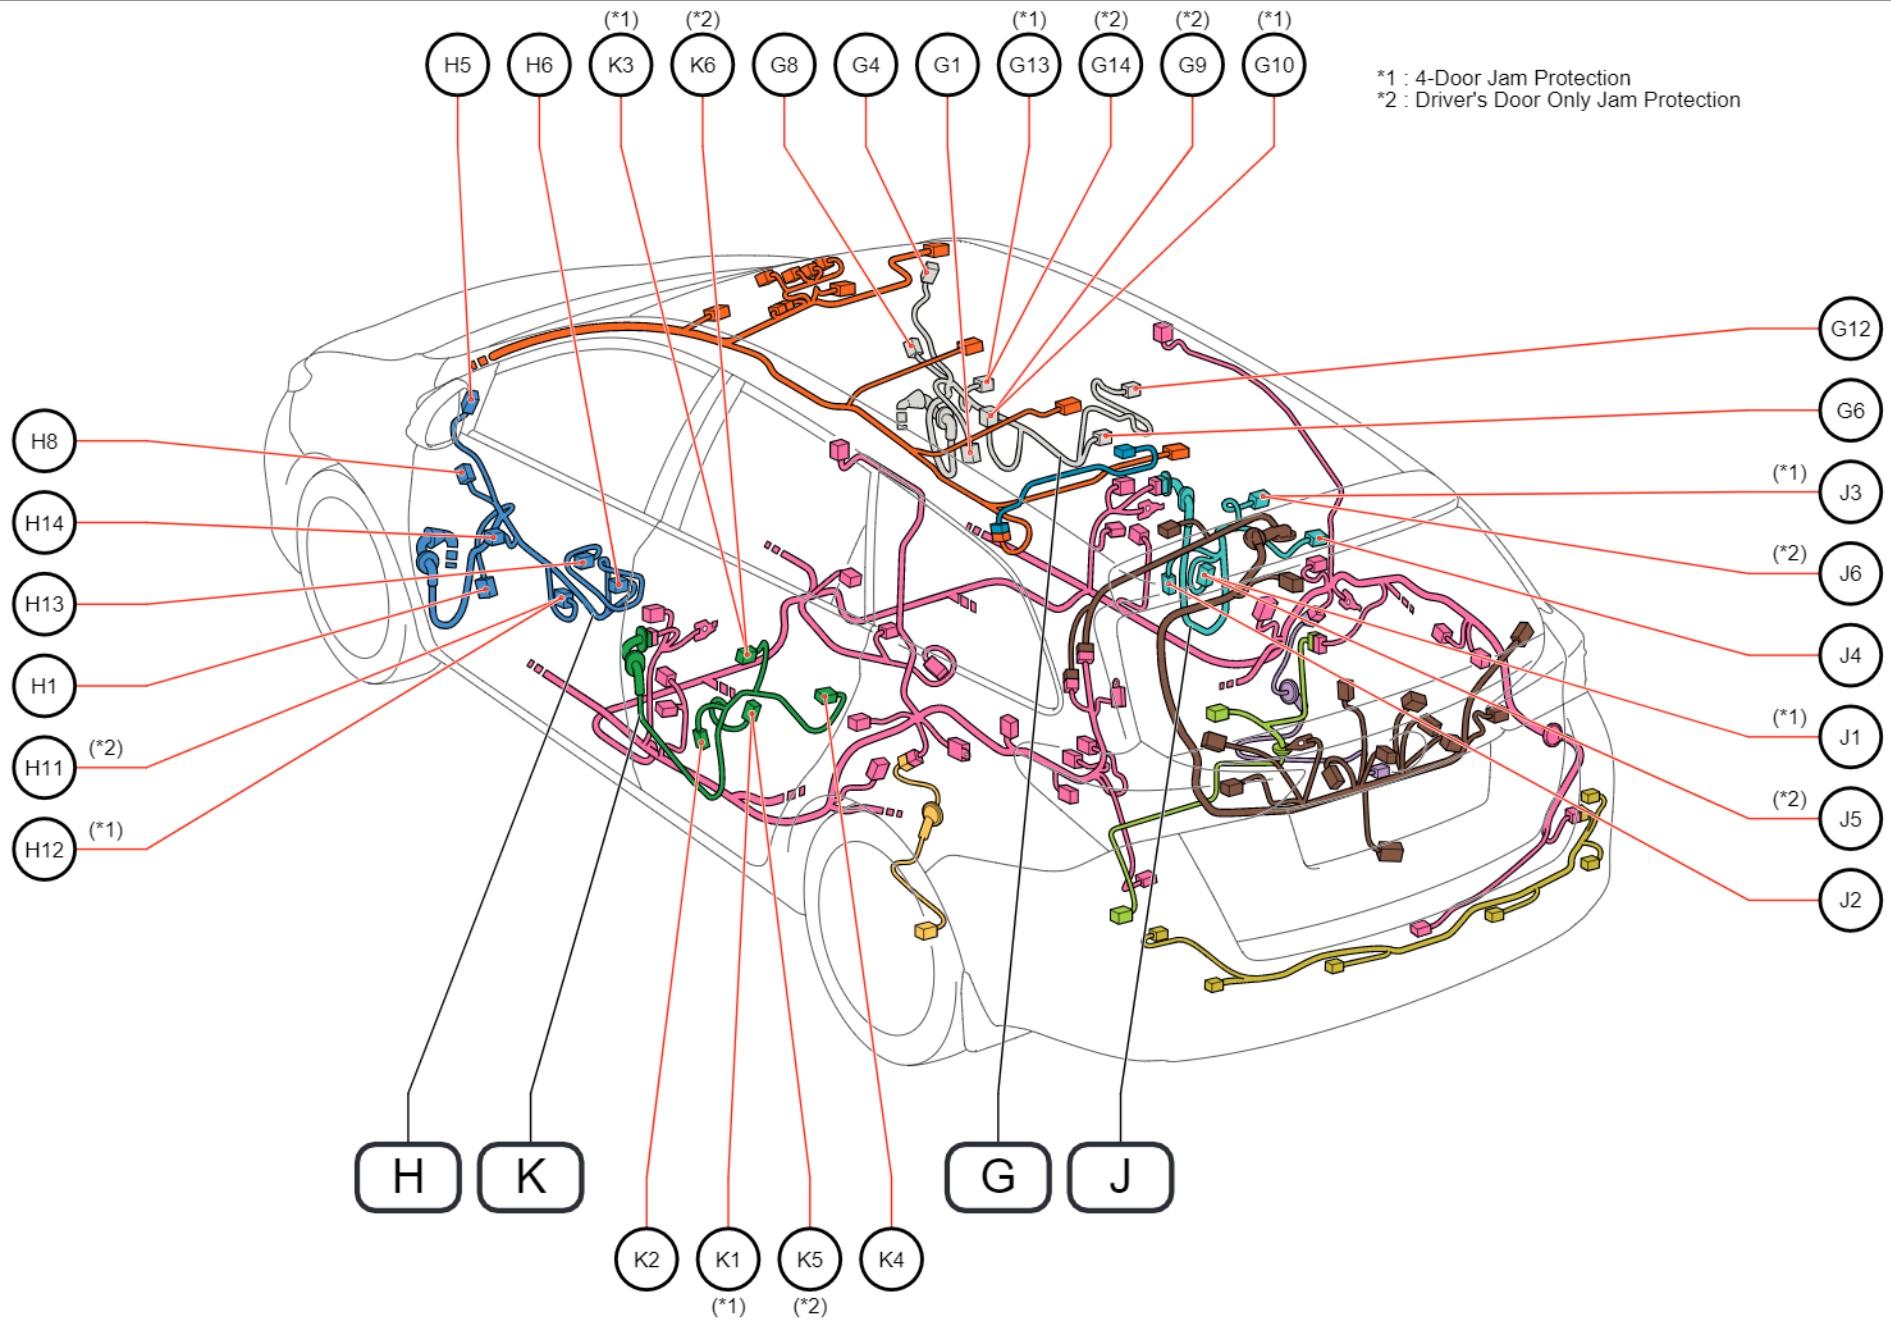 (*1) (*2) (*1) (*2) (*2) (*1)
H5 H6 K3 K6 G8 G4 G1 G13 G14 G9 G10
*1 : 4-Door Jam Protection
*2 : Driver's Door Only Jam Protection
G12
G6
H8
(*1) J3
H14
(*2) J6
H13
J4
H1
(*1) J1
H11 (*2)
(*2) J5
H12 (*1)
J2
H K G J
K2 K1 K5 K4
(*1) (*2)